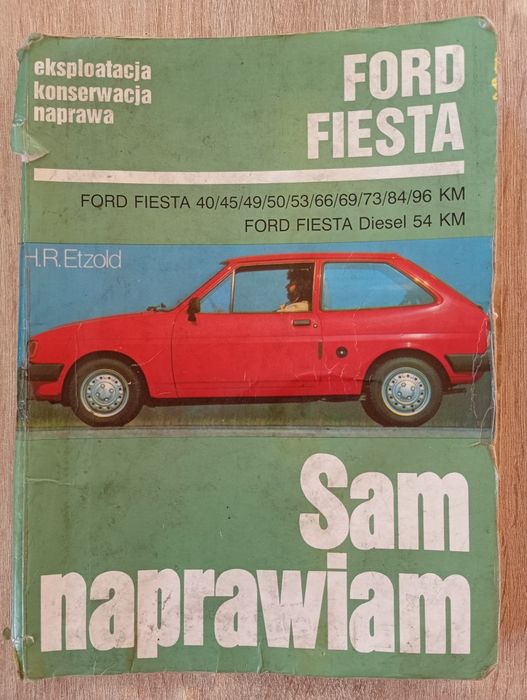 eksploatacja
konserwacja
naprawa
FORD
FIESTA
FORD FIESTA 40/45/49/50/53/66/69/73/84/96 KM
FORD FIESTA Diesel 54 KM
H.R.Etzold
Sam
naprawiam